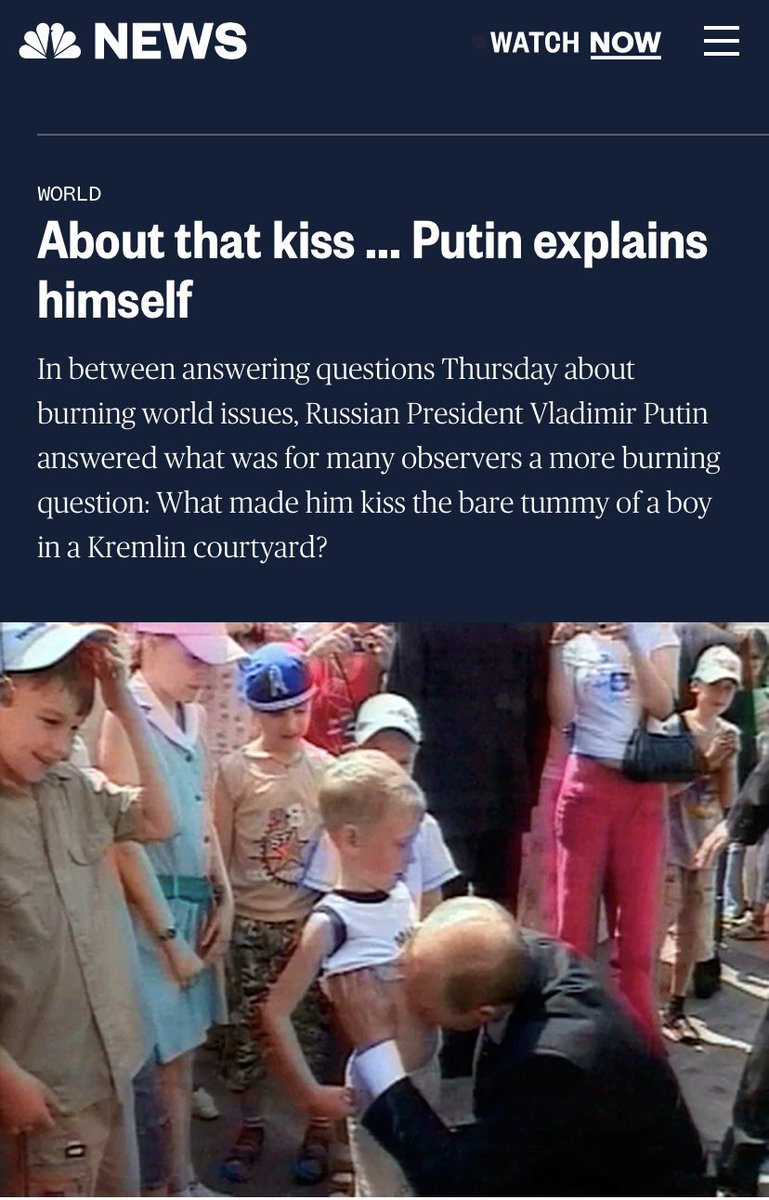 NEWS
WATCH NOW
WORLD
About that kiss ... Putin explains
himself
In between answering questions Thursday about
burning world issues, Russian President Vladimir Putin
answered what was for many observers a more burning
question: What made him kiss the bare tummy of a boy
in a Kremlin courtyard?